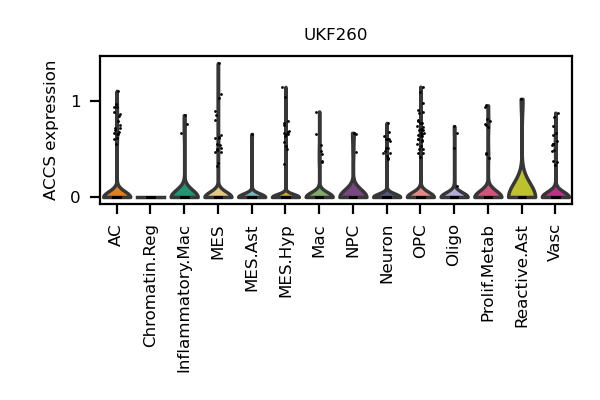 UKF260
ACCS expression
1
0
AC
Chromatin.Reg
Inflammatory.Mac
MES
MES.Ast
MES.Hyp
Mac
NPC
Neuron
OPC
Oligo
Prolif.Metab
Reactive.Ast
Vasc